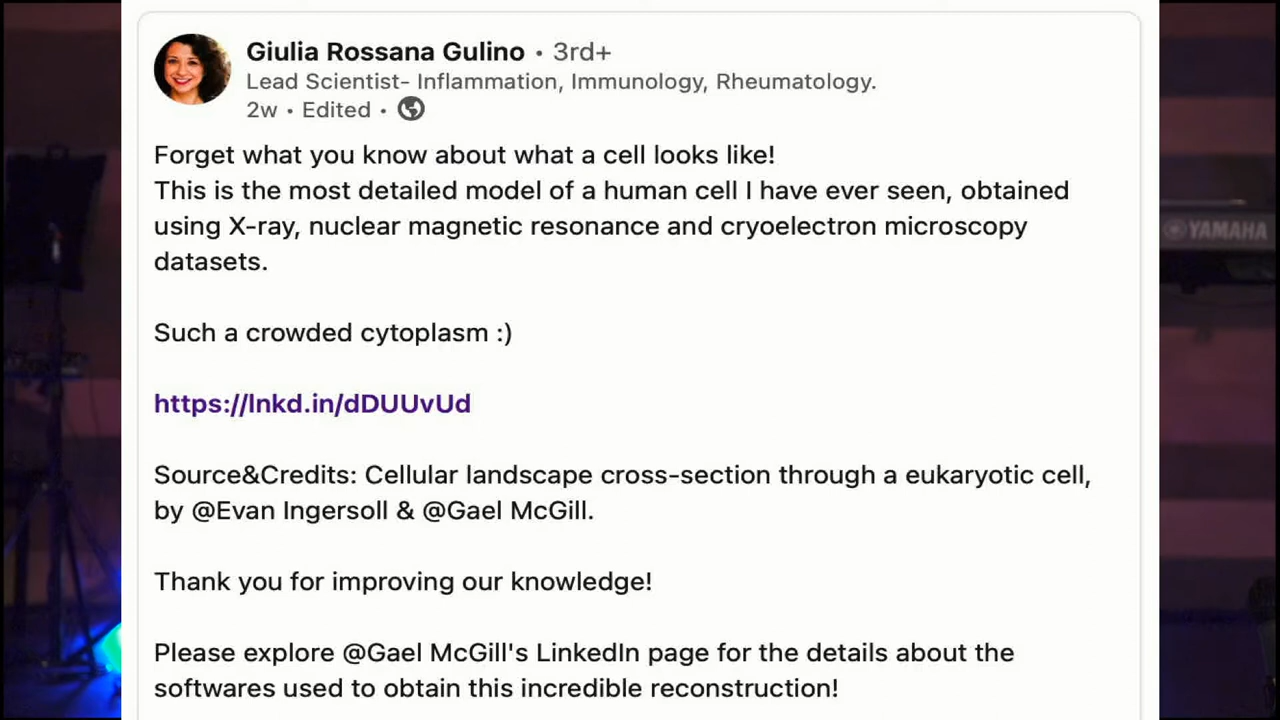 Giulia Rossana Gulino • 3rd+
Lead Scientist- Inflammation, Immunology, Rheumatology.
2w • Edited •
Forget what you know about what a cell looks like!
This is the most detailed model of a human cell I have ever seen, obtained
using X-ray, nuclear magnetic resonance and cryoelectron microscopy
datasets.
Such a crowded cytoplasm :)
https://lnkd.in/dDUUvUd
Source&Credits: Cellular landscape cross-section through a eukaryotic cell,
by @Evan Ingersoll & @Gael McGill.
Thank you for improving our knowledge!
Please explore @Gael McGill's LinkedIn page for the details about the
softwares used to obtain this incredible reconstruction!
YAMAHA